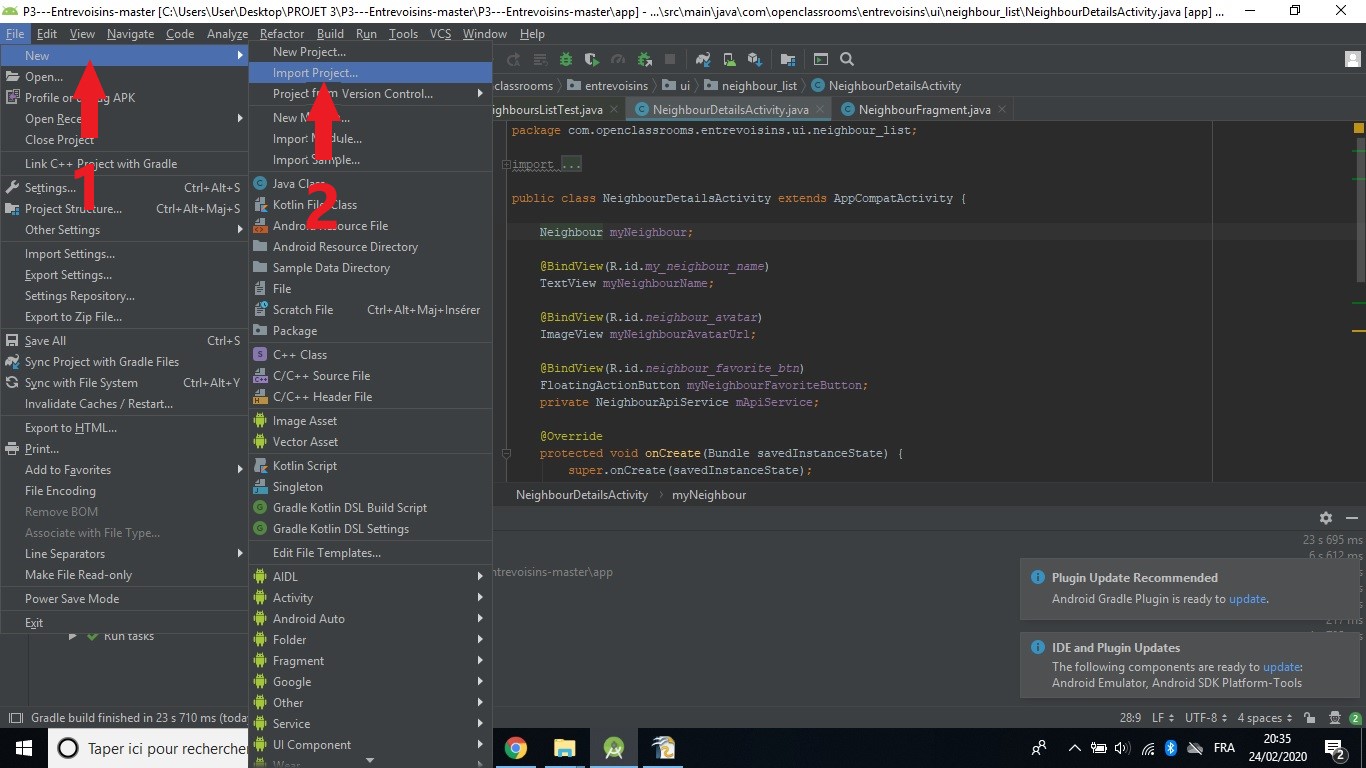 P3---Entrevoisins-master [C:\Users\User\Desktop\PROJET 3\P3---Entrevoisins-master\P3---Entrevoisins-master\app] - ...\src\main\java\com\openclassrooms\entrevoisins\ui\neighbour_list\NeighbourDetailsActivity.java [app] ...
File Edit View Navigate Code Analyze Refactor Build Run Tools VCS Window Help
New
Open...
Profile or Debug APK
Open Rece
Close Project
Link C++ Project with Gradle
1
Settings... Ctrl+Alt+S
Project Structure... Ctrl+Alt+Maj+S
Other Settings
Import Settings...
Export Settings...
Settings Repository...
Export to Zip File...
Save All Ctrl+S
Sync Project with Gradle Files
Sync with File System Ctrl+Alt+Y
Invalidate Caches / Restart...
Export to HTML...
Print...
Add to Favorites
File Encoding
Remove BOM
Associate with File Type...
Line Separators
Make File Read-only
Power Save Mode
Exit
Run tasks
New Project...
Import Project...
Project from Version Control...
New M...
Import Module...
Import Sample...
2
Java Class
Kotlin File/Class
Android Resource File
Android Resource Directory
Sample Data Directory
File
Scratch File Ctrl+Alt+Maj+Insérer
Package
C++ Class
C/C++ Source File
C/C++ Header File
Image Asset
Vector Asset
Kotlin Script
Singleton
Gradle Kotlin DSL Build Script
Gradle Kotlin DSL Settings
Edit File Templates...
AIDL
Activity
Android Auto
Folder
Fragment
Google
Other
Service
UI Component
Wear
classrooms entrevoisins ui neighbour_list NeighbourDetailsActivity
ighboursListTest.java NeighbourDetailsActivity.java NeighbourFragment.java
package com.openclassrooms.entrevoisins.ui.neighbour_list;
import ...
public class NeighbourDetailsActivity extends AppCompatActivity {
Neighbour myNeighbour;
@BindView(R.id.my_neighbour_name)
TextView myNeighbourName;
@BindView(R.id.neighbour_avatar)
ImageView myNeighbourAvatarUrl;
@BindView(R.id.neighbour_favorite_btn)
FloatingActionButton myNeighbourFavoriteButton;
private NeighbourApiService mApiService;
@Override
protected void onCreate(Bundle savedInstanceState) {
super.onCreate(savedInstanceState);
NeighbourDetailsActivity myNeighbour
23 s 695 ms
6 s 612 ms
ntrevoisins-master\app
Plugin Update Recommended
Android Gradle Plugin is ready to update.
217 ms
IDE and Plugin Updates
The following components are ready to update:
Android Emulator, Android SDK Platform-Tools
Gradle build finished in 23 s 710 ms (toda
28:9 LF UTF-8 4 spaces 2
Taper ici pour rechercher
FRA
20:35
24/02/2020
2